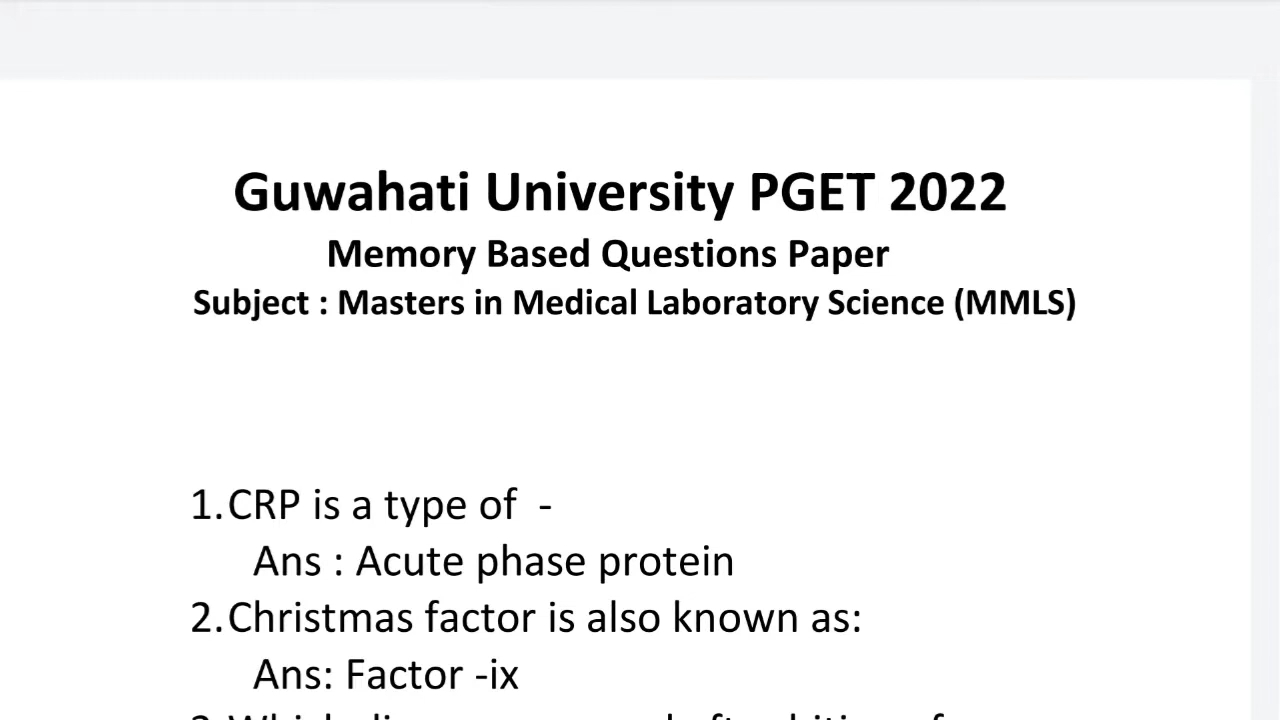 Guwahati University PGET 2022
Memory Based Questions Paper
Subject : Masters in Medical Laboratory Science (MMLS)
1.CRP is a type of -
Ans : Acute phase protein
2.Christmas factor is also known as:
Ans: Factor -ix